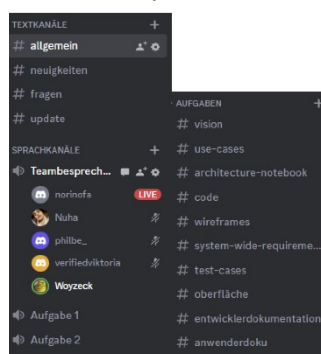 TEXTKANÄLE
# allgemein
# neuigkeiten
# fragen
# update
SPRACHKANÄLE
Teambesprech...
norinofa LIVE
Nuha
philbe_
verifiedviktoria
Woyzeck
Aufgabe 1
Aufgabe 2
AUFGABEN
# vision
# use-cases
# architecture-notebook
# code
# wireframes
# system-wide-requireme...
# test-cases
# oberfläche
# entwicklerdokumentation
# anwenderdoku